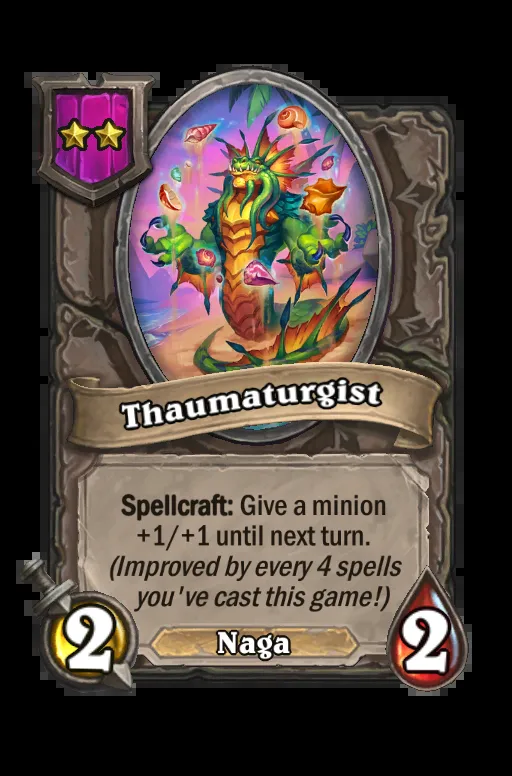 Thaumaturgist
Spellcraft: Give a minion
+1/+1 until next turn.
(Improved by every 4 spells
you've cast this game!)
2
Naga
2